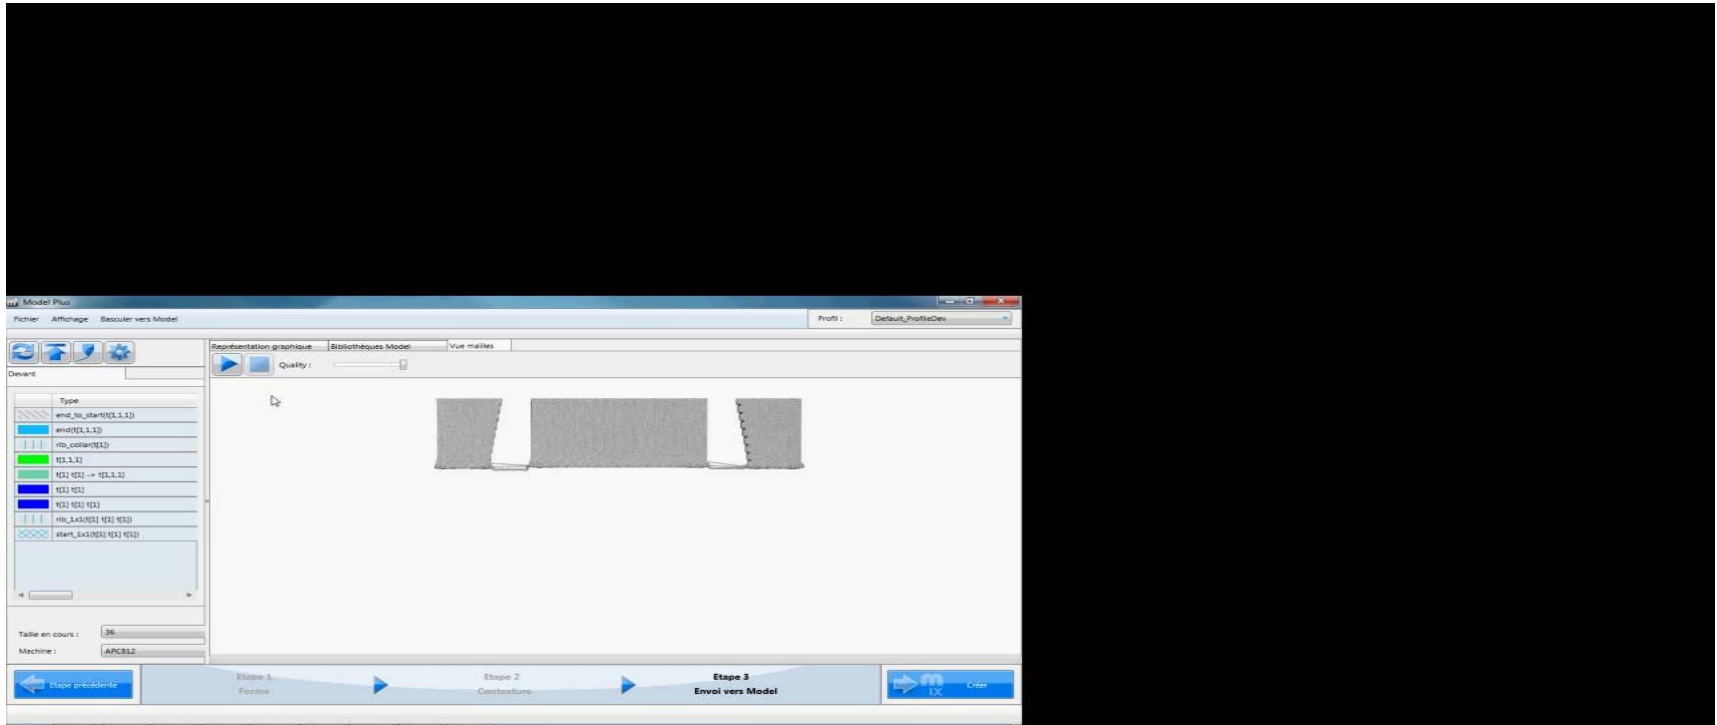 Model Plus
Fichier Affichage Basculer vers Model
Profil : Default_ProfileDev
Représentation graphique Bibliothèques Model Vue mailles
Quality :
Devant
Type
end_to_start(t[1,1,1])
end(t[1,1,1])
rib_collar(t[1])
t[1,1,1]
t[1] t[1] -> t[1,1,1]
t[1] t[1]
t[1] t[1] t[1]
rib_1x1(t[1] t[1] t[1])
start_1x1(t[1] t[1] t[1])
Taille en cours : 36
Machine : APCB12
Etape précédente
Etape 1
Forme
Etape 2
Contexture
Etape 3
Envoi vers Model
mix
Créer